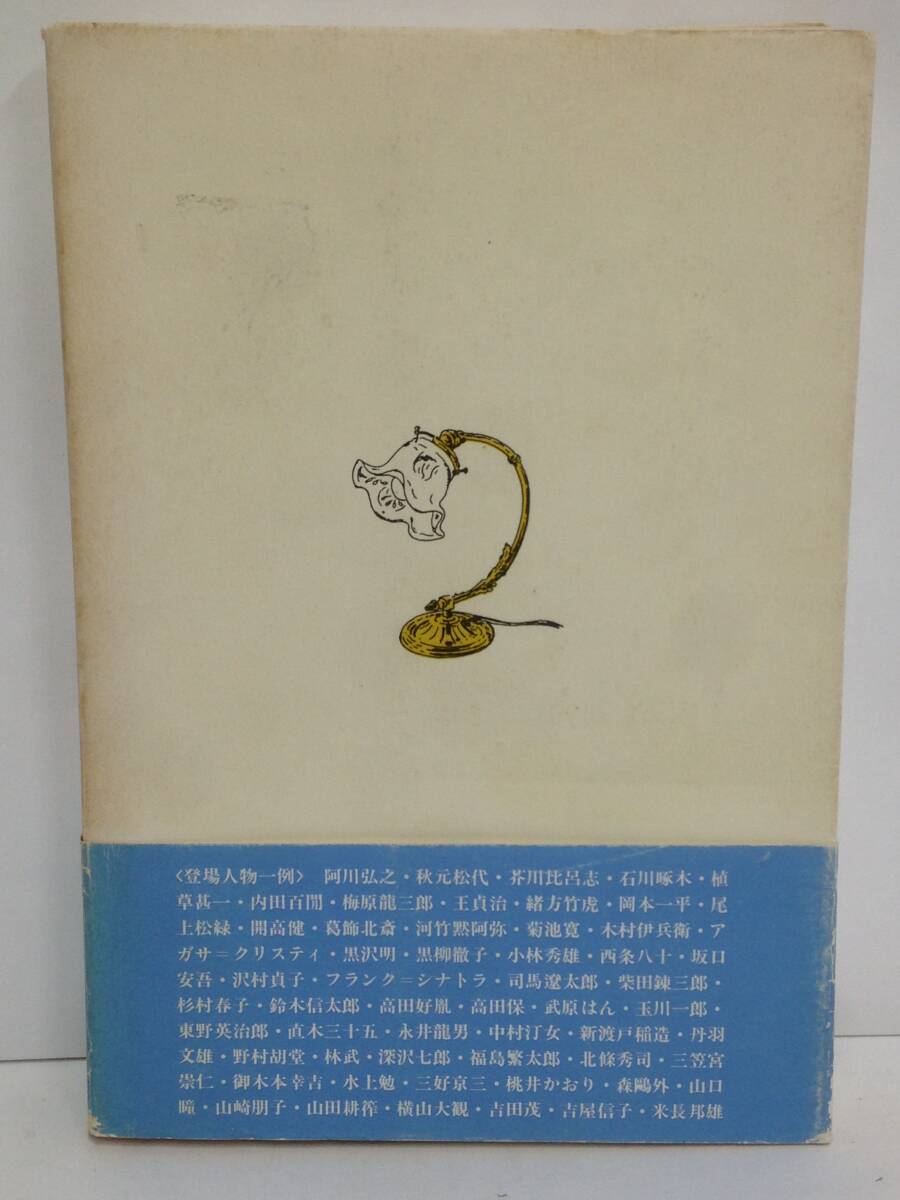 〈登場人物一例〉 阿川弘之・秋元松代・芥川比呂志・石川啄木・植
草甚一・内田百閒・梅原龍三郎・王貞治・緒方竹虎・岡本一平・尾
上松緑・開高健・葛飾北斎・河竹黙阿弥・菊池寛・木村伊兵衛・ア
ガサ＝クリスティ・黒沢明・黒柳徹子・小林秀雄・西条八十・坂口
安吾・沢村貞子・フランク＝シナトラ・司馬遼太郎・柴田錬三郎・
杉村春子・鈴木信太郎・高田好胤・高田保・武原はん・玉川一郎・
東野英治郎・直木三十五・永井龍男・中村汀女・新渡戸稲造・丹羽
文雄・野村胡堂・林武・深沢七郎・福島繁太郎・北條秀司・三笠宮
崇仁・御木本幸吉・水上勉・三好京三・桃井かおり・森鷗外・山口
瞳・山崎朋子・山田耕筰・横山大観・吉田茂・吉屋信子・米長邦雄